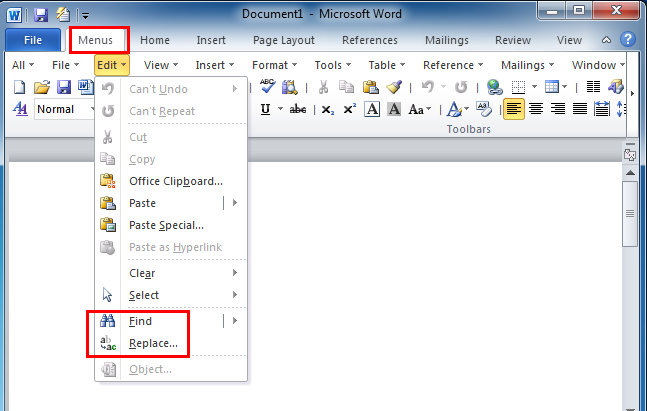 Document1 - Microsoft Word
File Menus Home Insert Page Layout References Mailings Review View
All File Edit View Insert Format Tools Table Reference Mailings Window
Can't Undo
Normal
Can't Repeat
Toolbars
Cut
Copy
Office Clipboard...
Paste
Paste Special...
Paste as Hyperlink
Clear
Select
Find
Replace...
Object...